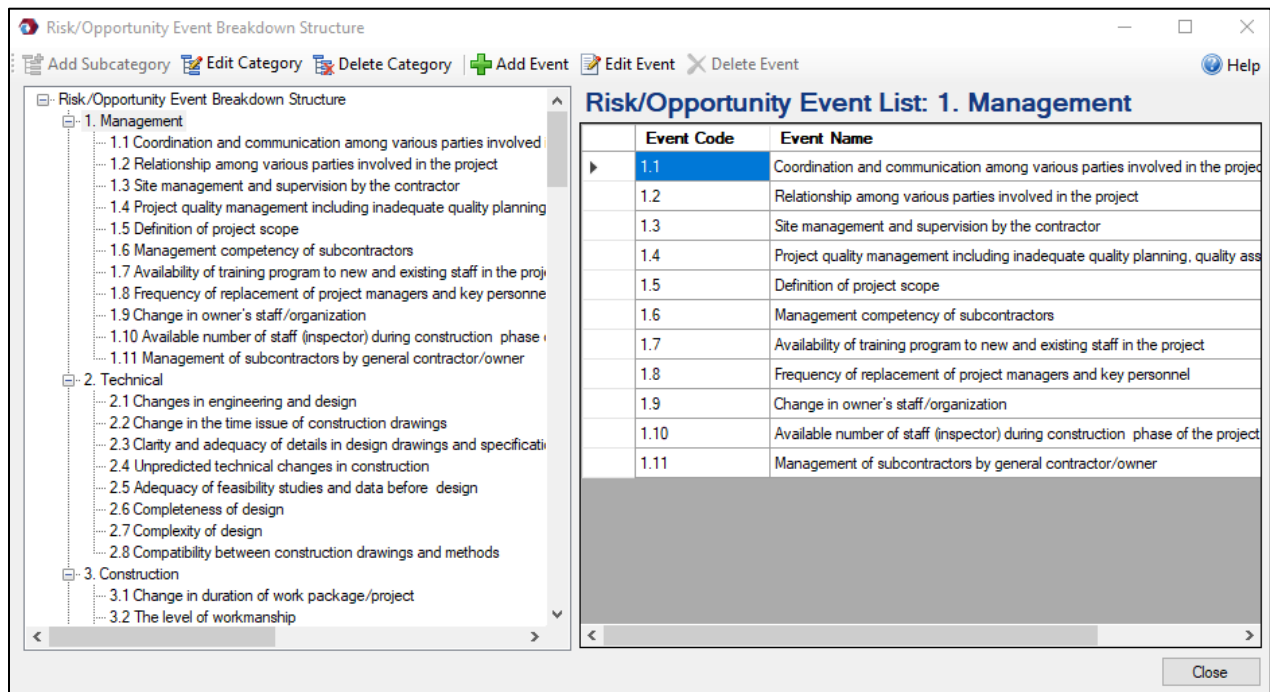 Risk/Opportunity Event Breakdown Structure
Add Subcategory Edit Category Delete Category Add Event Edit Event Delete Event Help
Risk/Opportunity Event Breakdown Structure
1. Management
1.1 Coordination and communication among various parties involved
1.2 Relationship among various parties involved in the project
1.3 Site management and supervision by the contractor
1.4 Project quality management including inadequate quality planning
1.5 Definition of project scope
1.6 Management competency of subcontractors
1.7 Availability of training program to new and existing staff in the proj
1.8 Frequency of replacement of project managers and key personne
1.9 Change in owner's staff/organization
1.10 Available number of staff (inspector) during construction phase
1.11 Management of subcontractors by general contractor/owner
2. Technical
2.1 Changes in engineering and design
2.2 Change in the time issue of construction drawings
2.3 Clarity and adequacy of details in design drawings and specificati
2.4 Unpredicted technical changes in construction
2.5 Adequacy of feasibility studies and data before design
2.6 Completeness of design
2.7 Complexity of design
2.8 Compatibility between construction drawings and methods
3. Construction
3.1 Change in duration of work package/project
3.2 The level of workmanship
Risk/Opportunity Event List: 1. Management
Event Code Event Name
1.1 Coordination and communication among various parties involved in the projec
1.2 Relationship among various parties involved in the project
1.3 Site management and supervision by the contractor
1.4 Project quality management including inadequate quality planning, quality ass
1.5 Definition of project scope
1.6 Management competency of subcontractors
1.7 Availability of training program to new and existing staff in the project
1.8 Frequency of replacement of project managers and key personnel
1.9 Change in owner's staff/organization
1.10 Available number of staff (inspector) during construction phase of the project
1.11 Management of subcontractors by general contractor/owner
Close